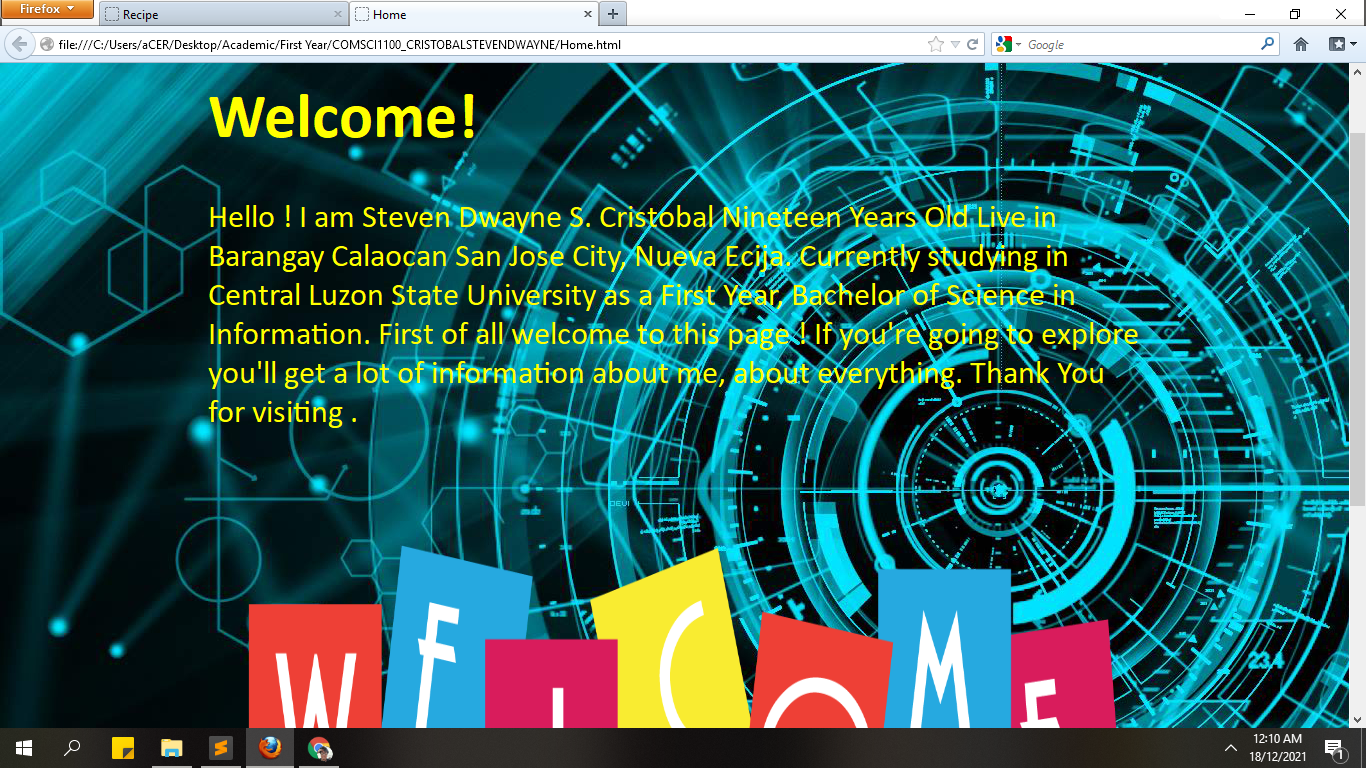 Firefox
Recipe
Home
file:///C:/Users/aCER/Desktop/Academic/First Year/COMSCI1100_CRISTOBALSTEVENDWAYNE/Home.html
Google
Welcome!
Hello ! I am Steven Dwayne S. Cristobal Nineteen Years Old Live in
Barangay Calaocan San Jose City, Nueva Ecija. Currently studying in
Central Luzon State University as a First Year, Bachelor of Science in
Information. First of all welcome to this page ! If you're going to explore
you'll get a lot of information about me, about everything. Thank You
for visiting .
DEVI
234
WELCOME
12:10 AM
18/12/2021
1